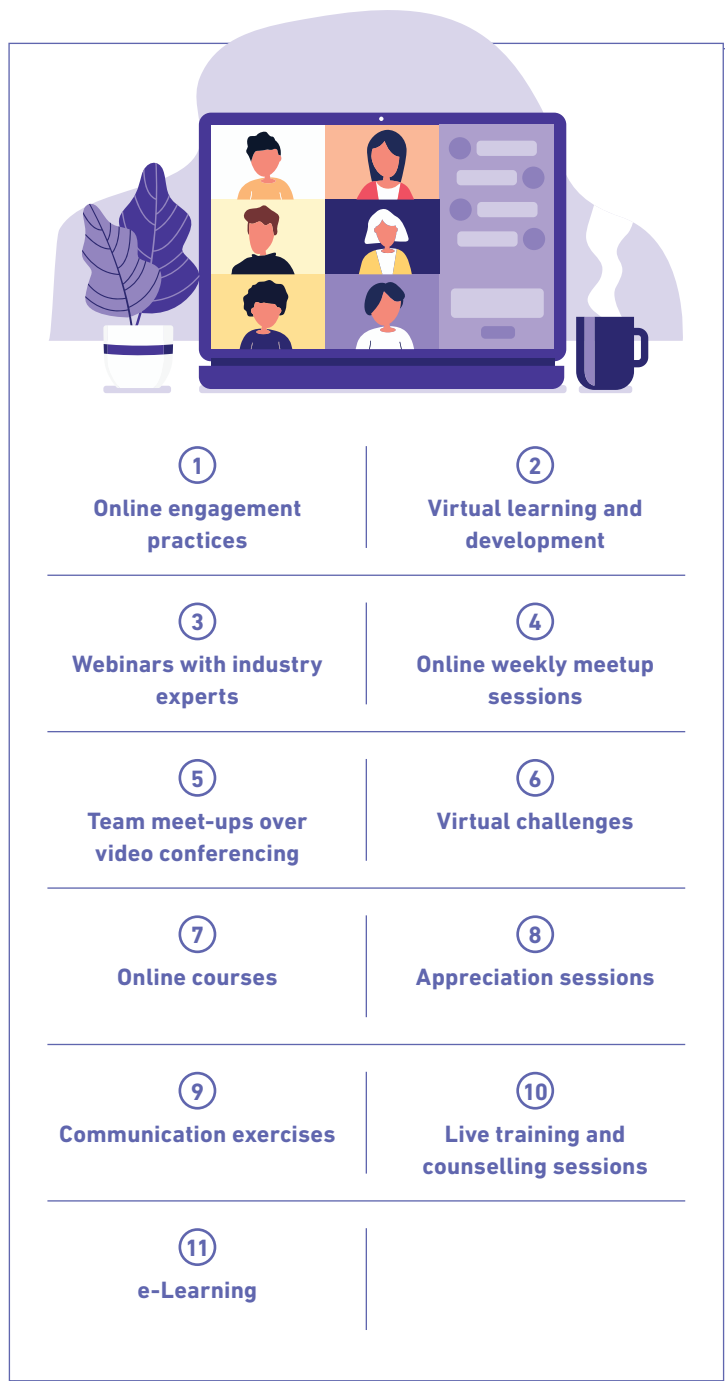 1
Online engagement
practices
2
Virtual learning and
development
3
Webinars with industry
experts
4
Online weekly meetup
sessions
5
Team meet-ups over
video conferencing
6
Virtual challenges
7
Online courses
8
Appreciation sessions
9
Communication exercises
10
Live training and
counselling sessions
11
e-Learning